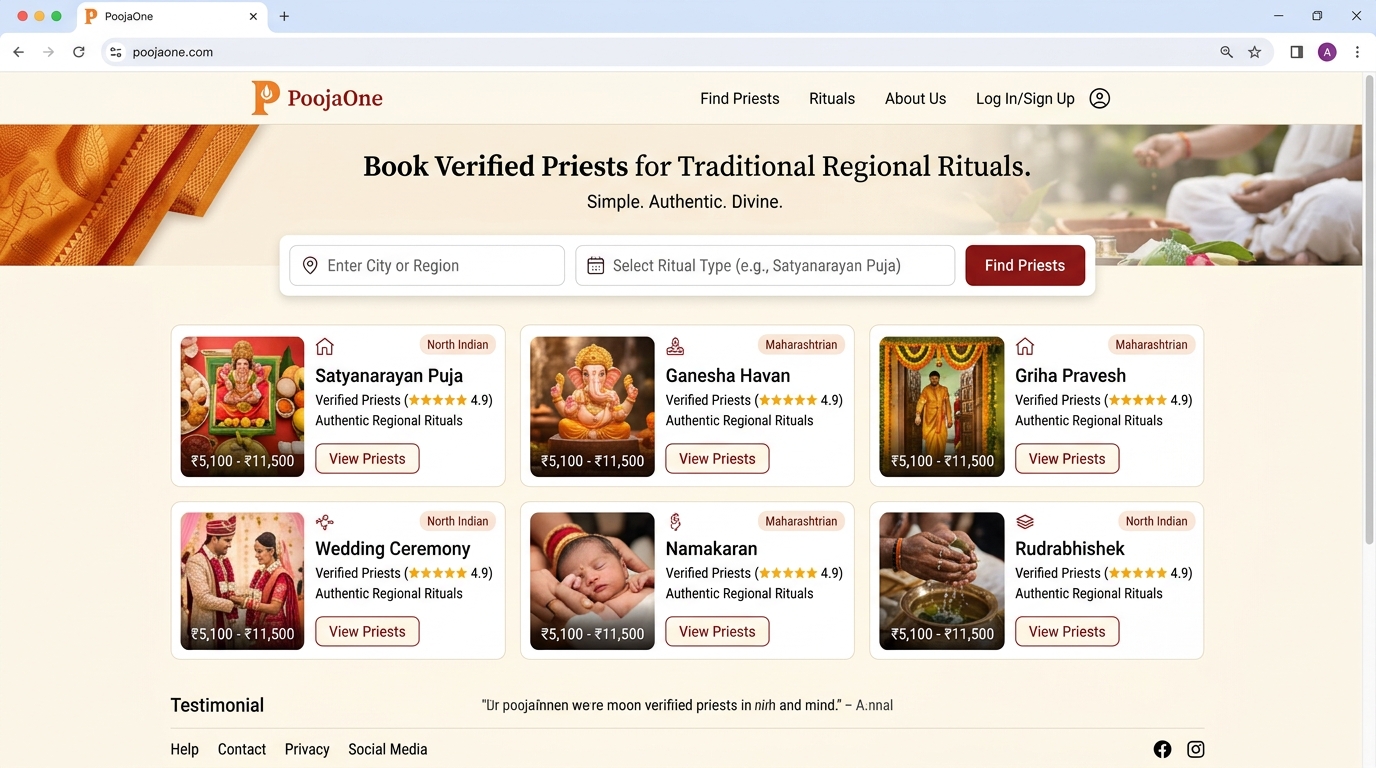 PoojaOne
poojaone.com
A
PoojaOne
Find Priests
Rituals
About Us
Log In/Sign Up
Book Verified Priests for Traditional Regional Rituals.
Simple. Authentic. Divine.
Enter City or Region
Select Ritual Type (e.g., Satyanarayan Puja)
Find Priests
North Indian
Satyanarayan Puja
Verified Priests (★★★★★ 4.9)
Authentic Regional Rituals
₹5,100 - ₹11,500
View Priests
Maharashtrian
Ganesha Havan
Verified Priests (★★★★★ 4.9)
Authentic Regional Rituals
₹5,100 - ₹11,500
View Priests
Maharashtrian
Griha Pravesh
Verified Priests (★★★★★ 4.9)
Authentic Regional Rituals
₹5,100 - ₹11,500
View Priests
North Indian
Wedding Ceremony
Verified Priests (★★★★★ 4.9)
Authentic Regional Rituals
₹5,100 - ₹11,500
View Priests
Maharashtrian
Namakaran
Verified Priests (★★★★★ 4.9)
Authentic Regional Rituals
₹5,100 - ₹11,500
View Priests
North Indian
Rudrabhishek
Verified Priests (★★★★★ 4.9)
Authentic Regional Rituals
₹5,100 - ₹11,500
View Priests
Testimonial
were moon verified priests in and mind." –
Help
Contact
Privacy
Social Media